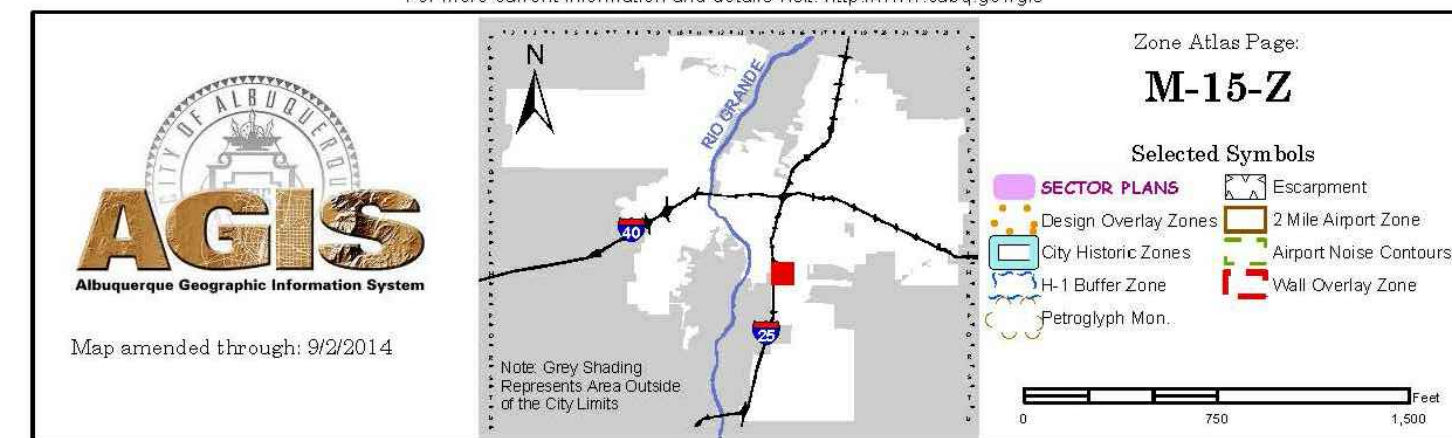 CITY OF ALBUQUERQUE
AGIS
Albuquerque Geographic Information System
Map amended through: 9/2/2014
N
RIO GRANDE
40
25
Note: Grey Shading
Represents Area Outside
of the City Limits
Zone Atlas Page:
M-15-Z
Selected Symbols
SECTOR PLANS
Design Overlay Zones
City Historic Zones
H-1 Buffer Zone
Petroglyph Mon.
Escarpment
2 Mile Airport Zone
Airport Noise Contours
Wall Overlay Zone
Feet
0 750 1,500